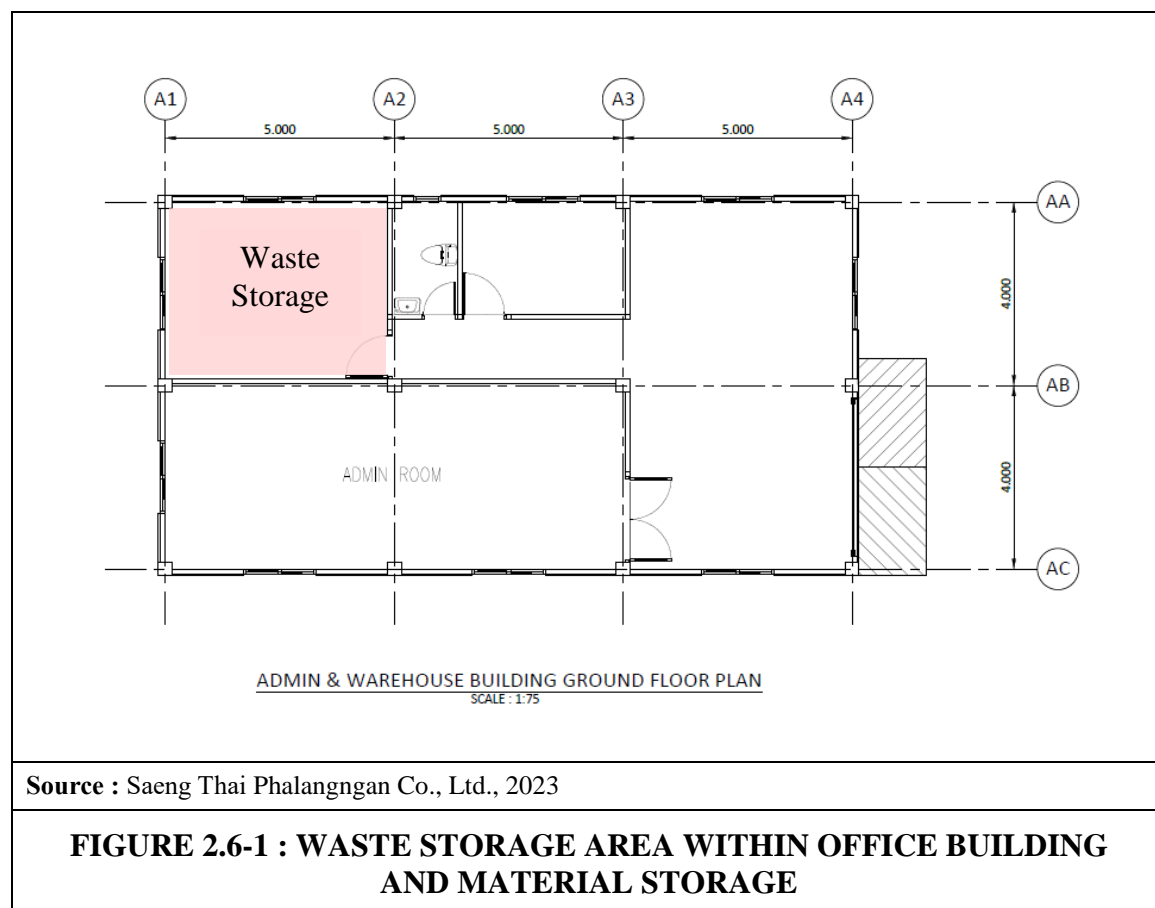 A1 A2 A3 A4
5.000 5.000 5.000
AA
Waste
Storage
4.000
AB
ADMIN ROOM
4.000
AC
ADMIN & WAREHOUSE BUILDING GROUND FLOOR PLAN
SCALE : 1:75
Source : Saeng Thai Phalangngan Co., Ltd., 2023
FIGURE 2.6-1 : WASTE STORAGE AREA WITHIN OFFICE BUILDING
AND MATERIAL STORAGE